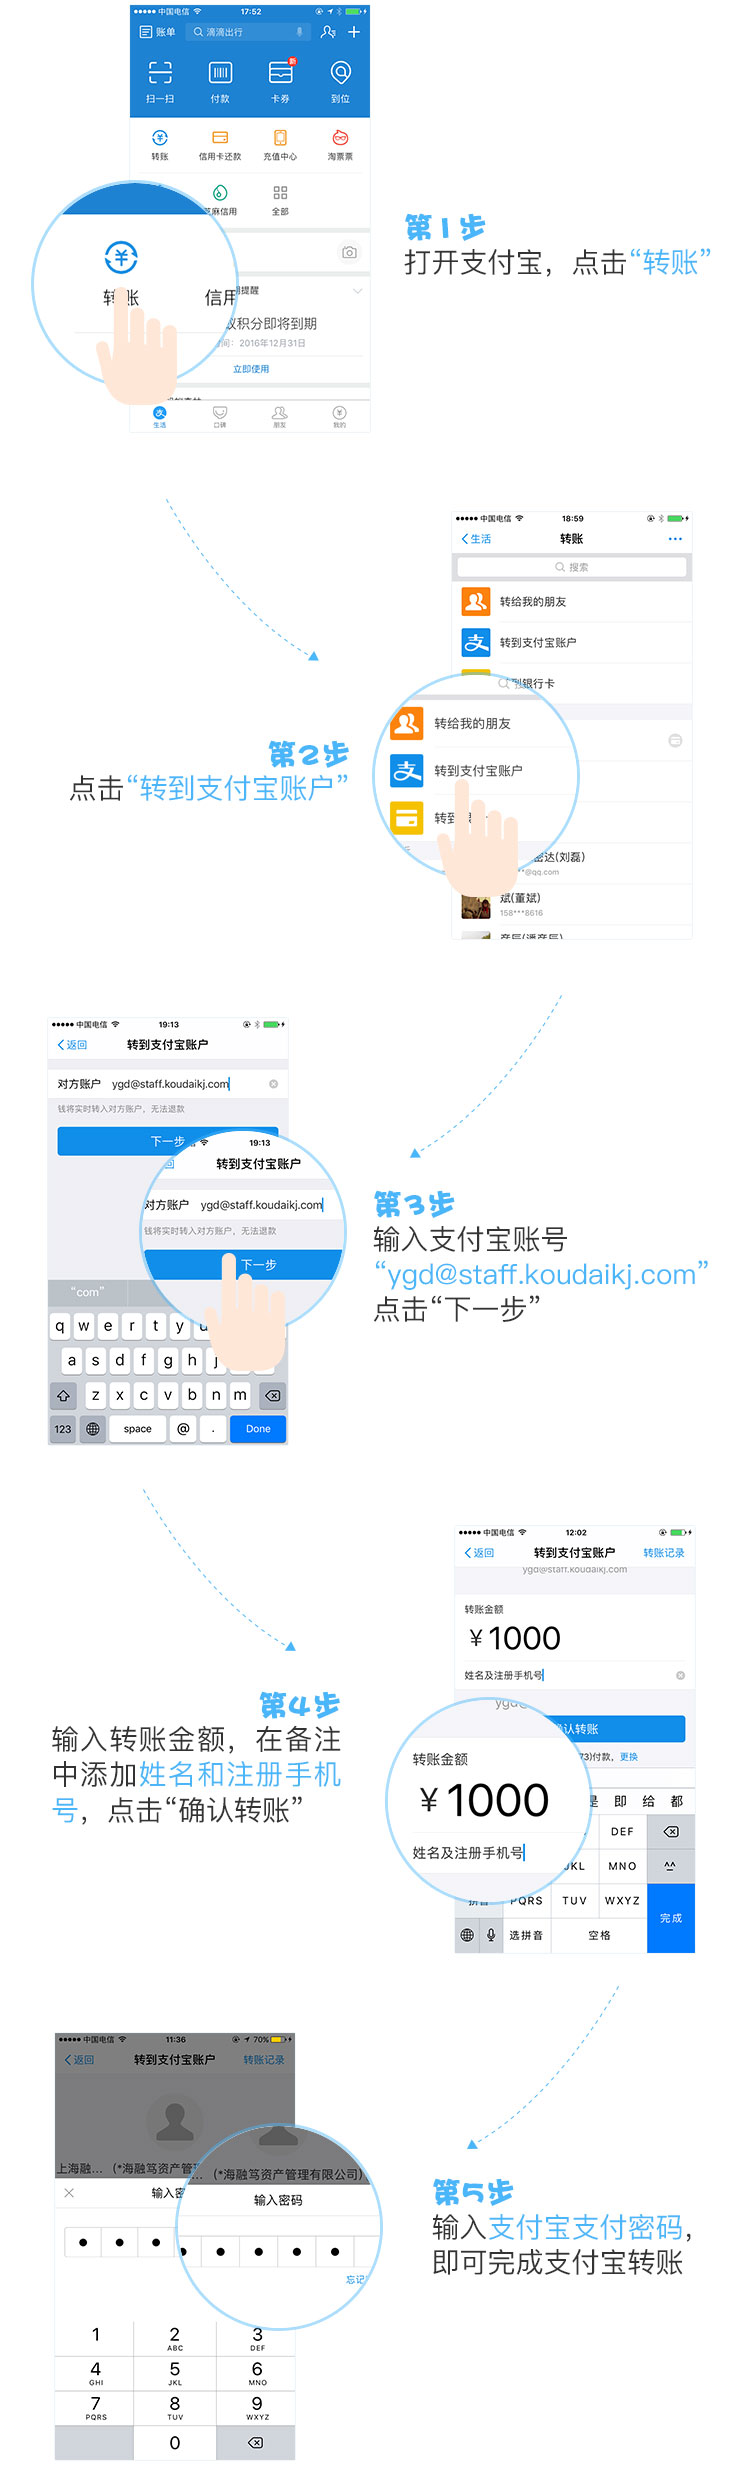 中国电信
17:52
账单
滴滴出行
扫一扫
付款
卡券
新
到位
转账
信用卡还款
充值中心
淘票票
芝麻信用
全部
转账
信用
期提醒
蚁积分即将到期
时间：2016年12月31日
立即使用
生活
口碑
朋友
我的
第1步
打开支付宝，点击“转账”
中国电信
18:59
生活
转账
搜索
转给我的朋友
转到支付宝账户
到银行卡
转给我的朋友
转到支付宝账户
转到
密达(刘磊)
**@qq.com
斌(董斌)
158***8616
第2步
点击“转到支付宝账户”
中国电信
19:13
返回
转到支付宝账户
对方账户 ygd@staff.koudaikj.com
钱将实时转入对方账户，无法退款
下一步
19:13
转到支付宝账户
对方账户 ygd@staff.koudaikj.com
钱将实时转入对方账户，无法退款
下一步
“com”
q w e r t y u
a s d f g h j
z x c v b n m
123
space
@
.
Done
第3步
输入支付宝账号
“ygd@staff.koudaikj.com”
点击“下一步”
中国电信
12:02
返回
转到支付宝账户
转账记录
ygd@staff.koudaikj.com
转账金额
¥1000
姓名及注册手机号
确认转账
73)付款，更换
ygd@
转账金额
¥1000
姓名及注册手机号
是 即 给 都
DEF
JKL
MNO
^^
拼音
PQRS
TUV
WXYZ
完成
选拼音
空格
第4步
输入转账金额，在备注
中添加姓名和注册手机
号，点击“确认转账”
中国电信
11:36
70%
返回
转到支付宝账户
转账记录
上海融... (*海融笃资产管理...
(*海融笃资产管理有限公司)
输入密
输入密码
忘记
1
2
ABC
3
DEF
4
GHI
5
JKL
6
MNO
7
PQRS
8
TUV
9
WXYZ
0
第5步
输入支付宝支付密码，
即可完成支付宝转账